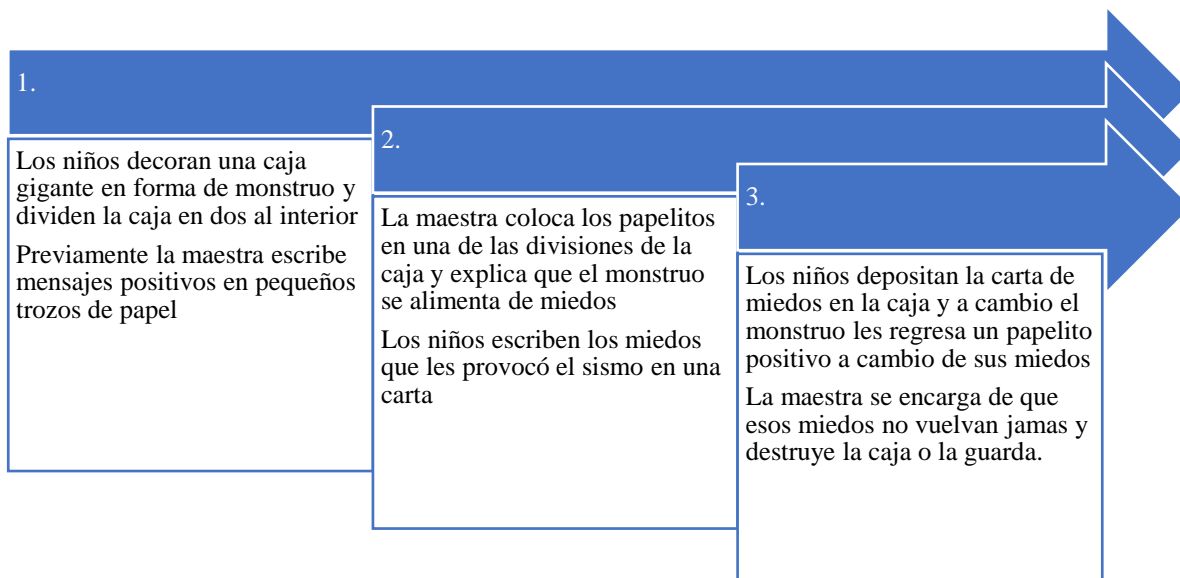 1.
Los niños decoran una caja
gigante en forma de monstruo y
dividen la caja en dos al interior
Previamente la maestra escribe
mensajes positivos en pequeños
trozos de papel
2.
La maestra coloca los papelitos
en una de las divisiones de la
caja y explica que el monstruo
se alimenta de miedos
Los niños escriben los miedos
que les provocó el sismo en una
carta
3.
Los niños depositan la carta de
miedos en la caja y a cambio el
monstruo les regresa un papelito
positivo a cambio de sus miedos
La maestra se encarga de que
esos miedos no vuelvan jamas y
destruye la caja o la guarda.